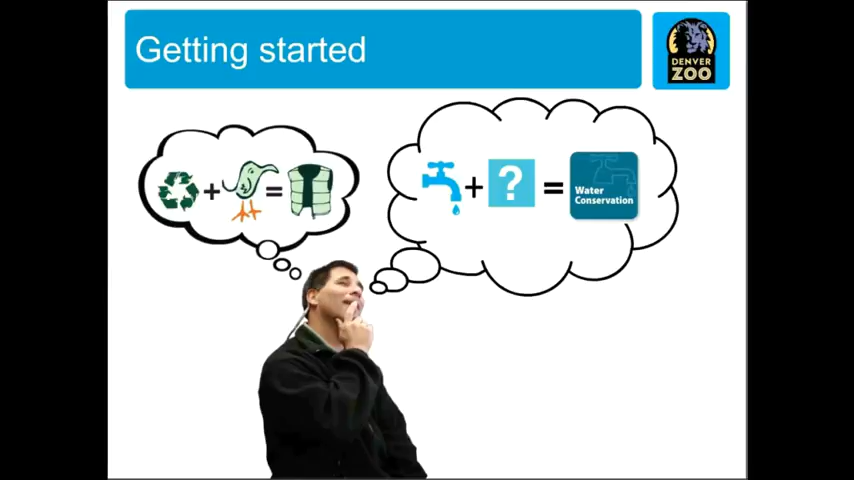 Getting started
DENVER
ZOO
+
=
+ ? =
Water
Conservation